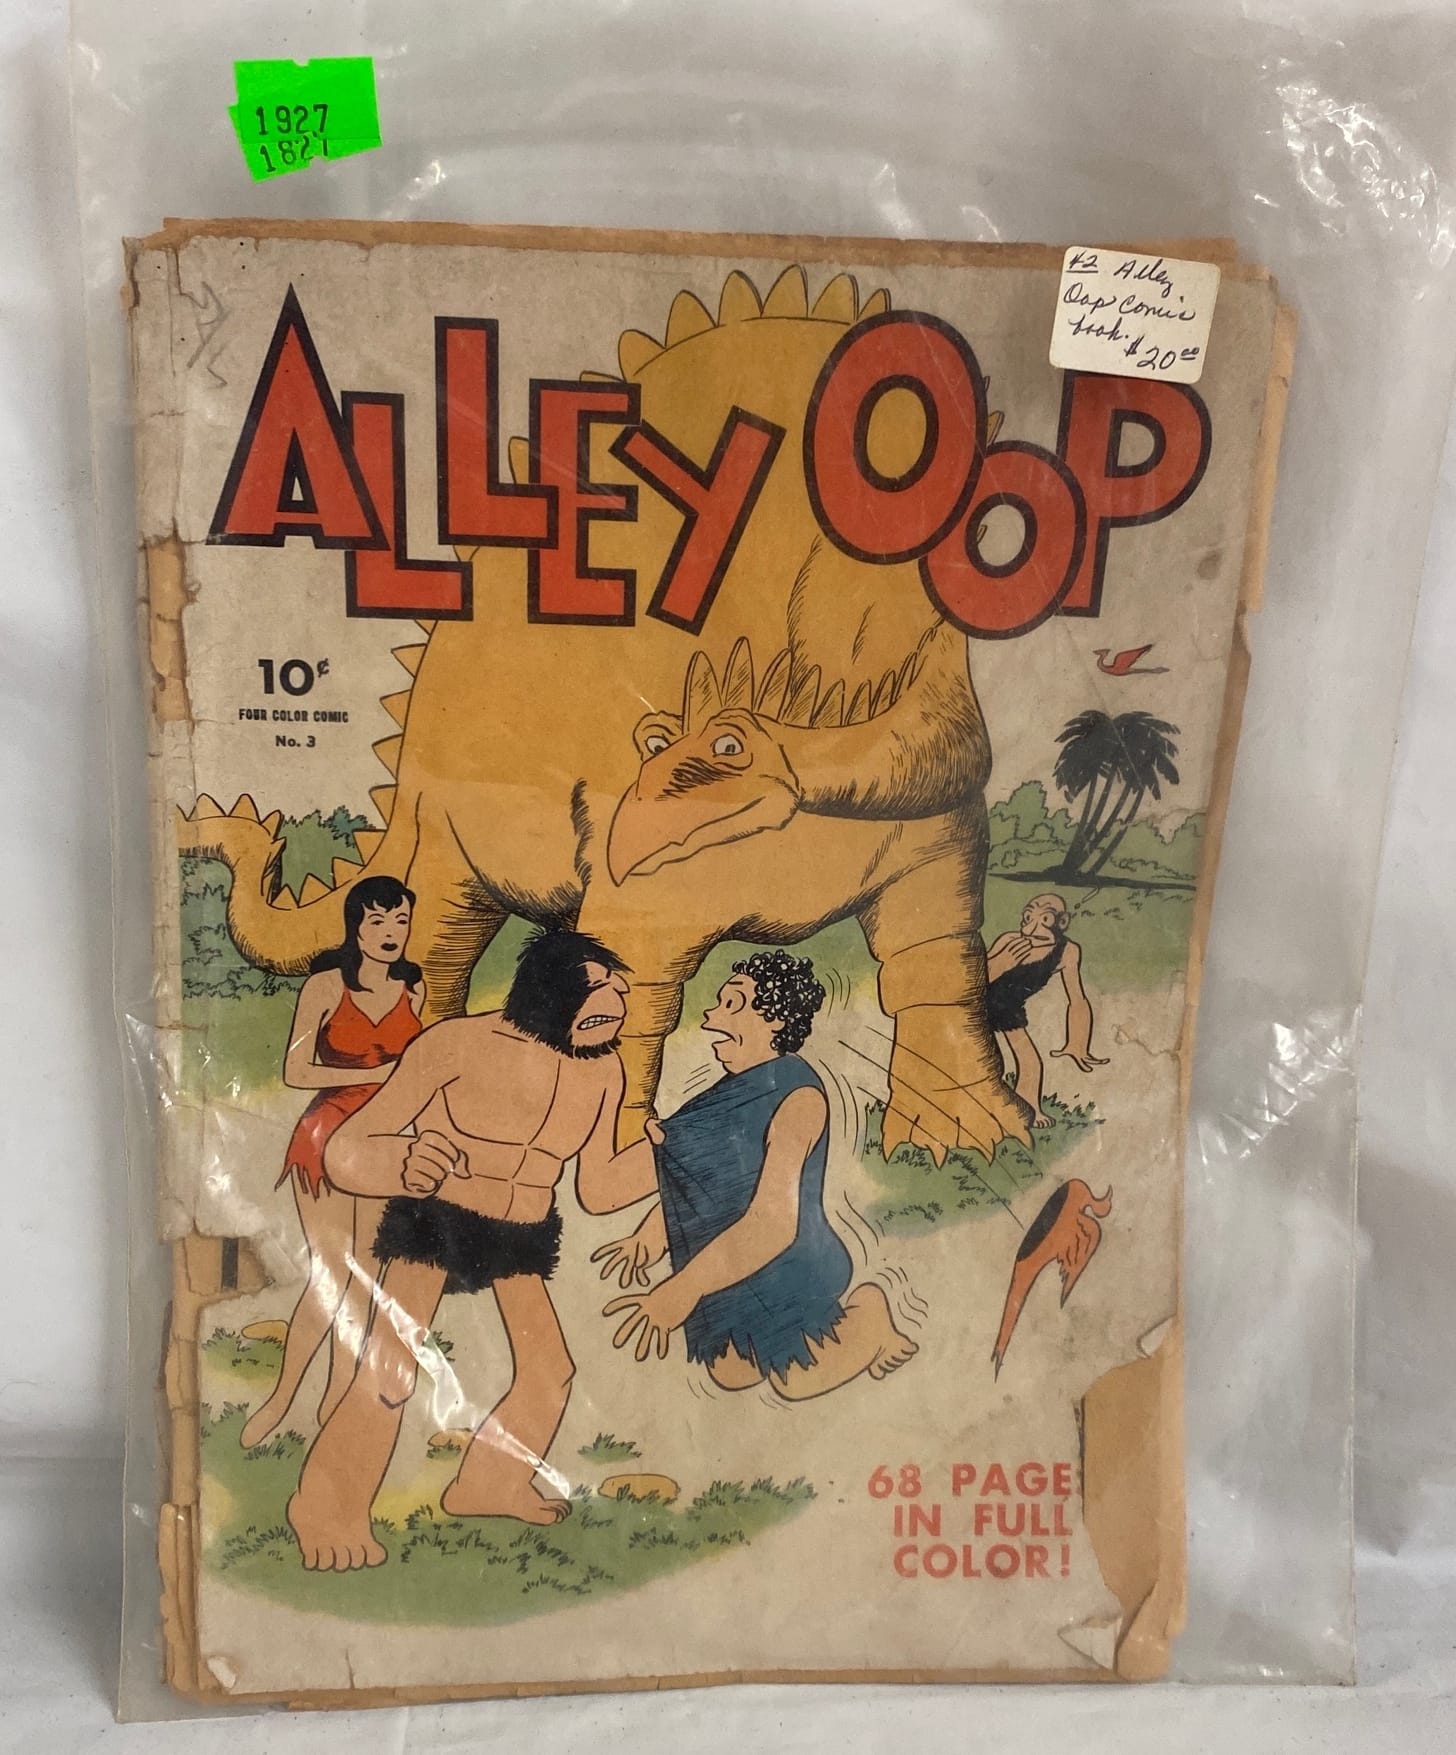 1927
1827
#2 Alley
Oop Comic
book.
$20.00
ALLEY OOP
10¢
FOUR COLOR COMIC
No. 3
68 PAGE
IN FULL
COLOR!